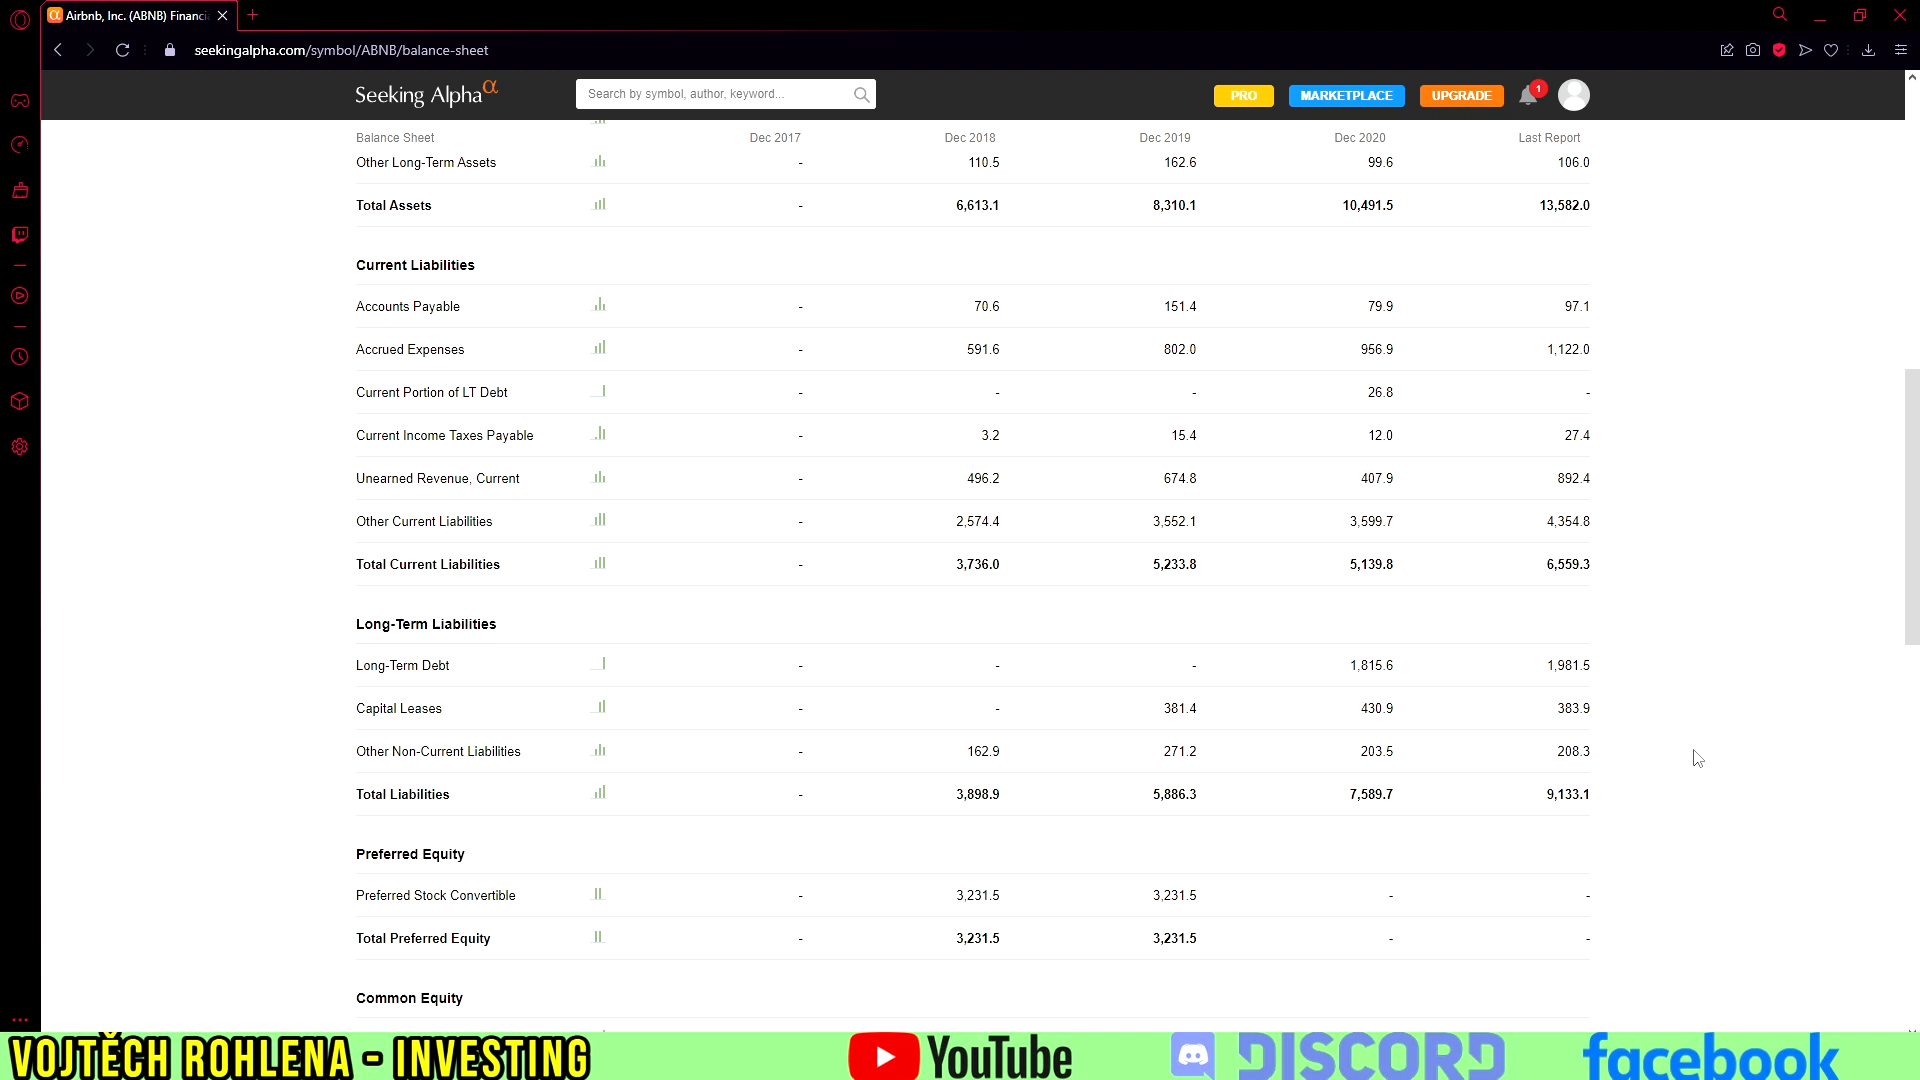 Airbnb, Inc. (ABNB) Financi
seekingalpha.com/symbol/ABNB/balance-sheet
Seeking Alpha α
Search by symbol, author, keyword...
PRO
MARKETPLACE
UPGRADE
1
Balance Sheet Dec 2017 Dec 2018 Dec 2019 Dec 2020 Last Report
Other Long-Term Assets - 110.5 162.6 99.6 106.0
Total Assets - 6,613.1 8,310.1 10,491.5 13,582.0
Current Liabilities
Accounts Payable - 70.6 151.4 79.9 97.1
Accrued Expenses - 591.6 802.0 956.9 1,122.0
Current Portion of LT Debt - - - 26.8 -
Current Income Taxes Payable - 3.2 15.4 12.0 27.4
Unearned Revenue, Current - 496.2 674.8 407.9 892.4
Other Current Liabilities - 2,574.4 3,552.1 3,599.7 4,354.8
Total Current Liabilities - 3,736.0 5,233.8 5,139.8 6,559.3
Long-Term Liabilities
Long-Term Debt - - - 1,815.6 1,981.5
Capital Leases - - 381.4 430.9 383.9
Other Non-Current Liabilities - 162.9 271.2 203.5 208.3
Total Liabilities - 3,898.9 5,886.3 7,589.7 9,133.1
Preferred Equity
Preferred Stock Convertible - 3,231.5 3,231.5 - -
Total Preferred Equity - 3,231.5 3,231.5 - -
Common Equity
VOJTĚCH ROHLENA - INVESTING
YouTube
DISCORD
facebook